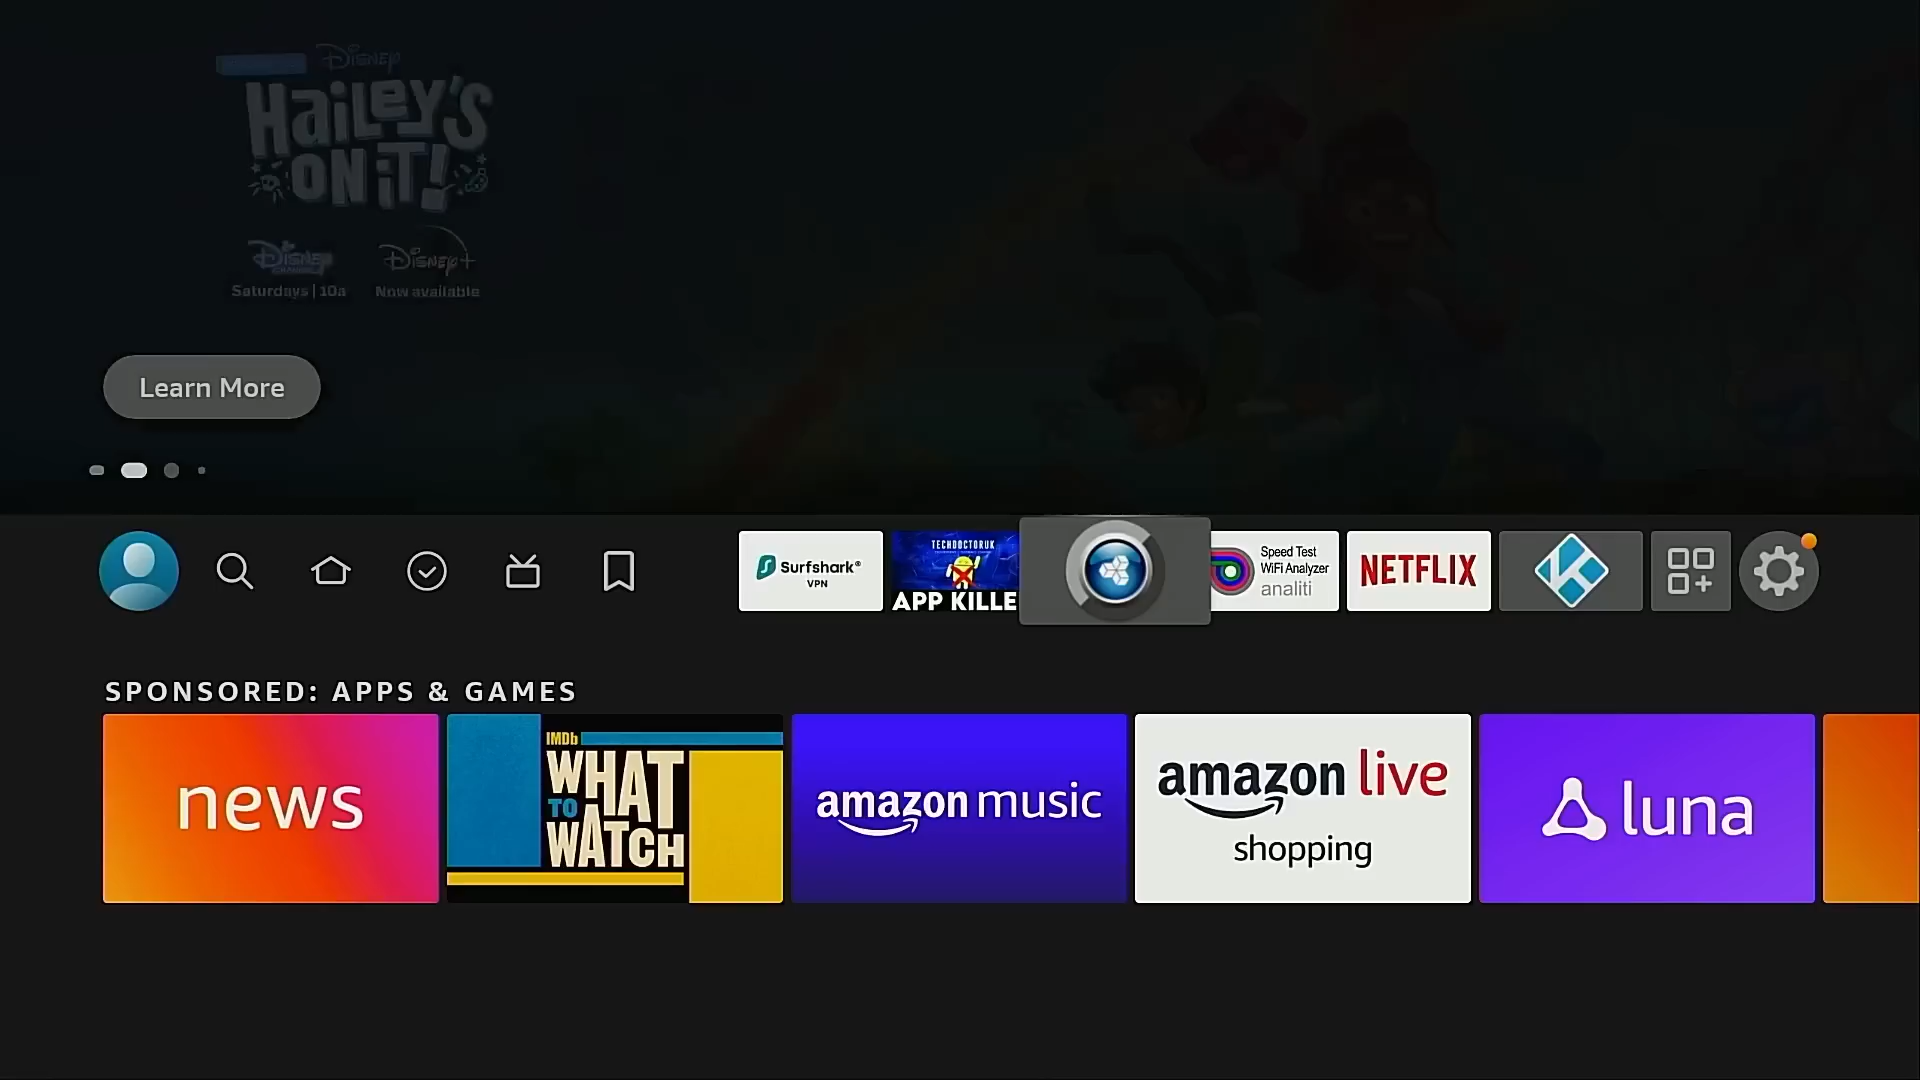 Disney
Hailey's
ON iT!
Disney
CHANNEL
Disney+
Saturdays | 10a
Now available
Learn More
Surfshark®
VPN
TECHDOCTORUK
APP KILLE
Speed Test
WiFi Analyzer
analiti
NETFLIX
SPONSORED: APPS & GAMES
news
IMDb
WHAT
TO
WATCH
amazon music
amazon live
shopping
luna